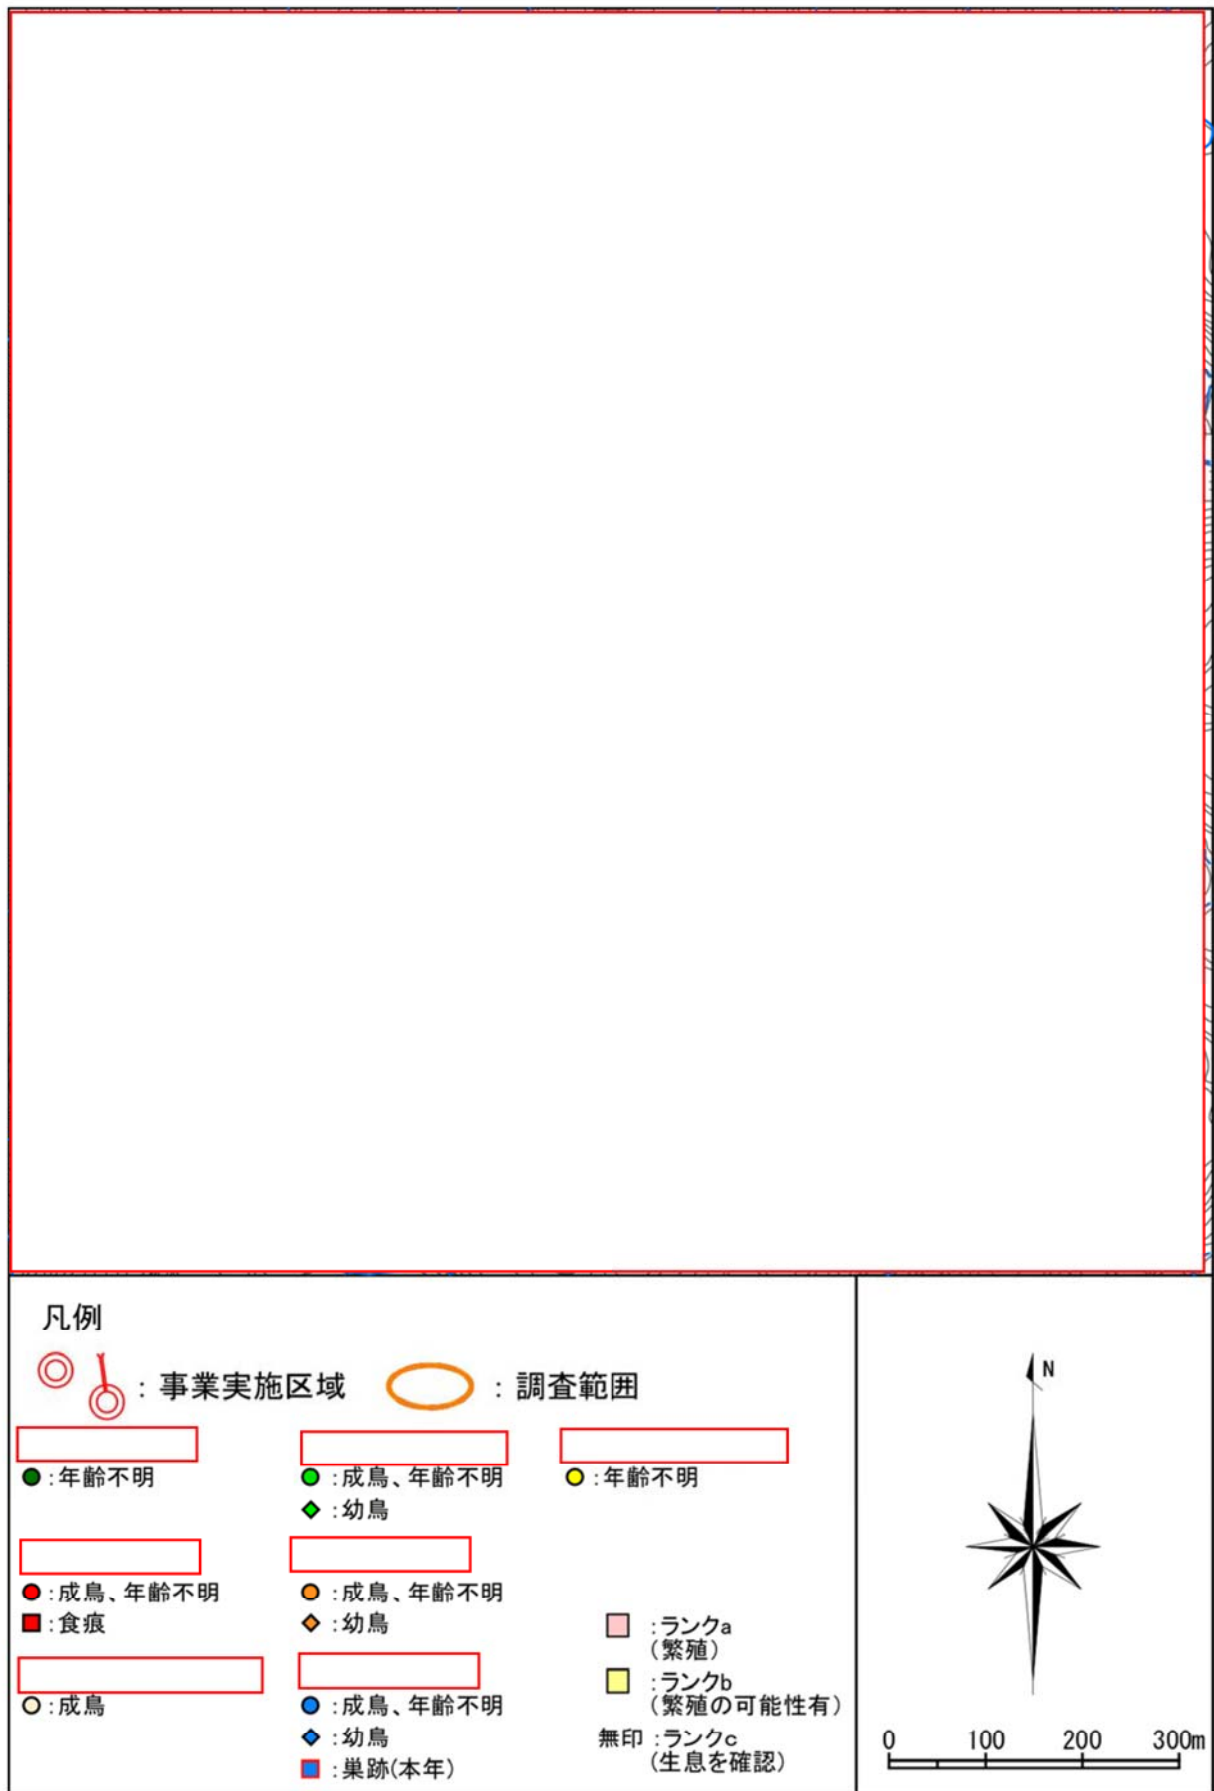 凡例
：事業実施区域
：調査範囲
：年齢不明
：成鳥、年齢不明
：幼鳥
：年齢不明
：成鳥、年齢不明
：食痕
：成鳥、年齢不明
：幼鳥
：成鳥
：成鳥、年齢不明
：幼鳥
：巣跡(本年)
：ランクa
（繁殖）
：ランクb
（繁殖の可能性有）
無印：ランクc
（生息を確認）
N
0 100 200 300m